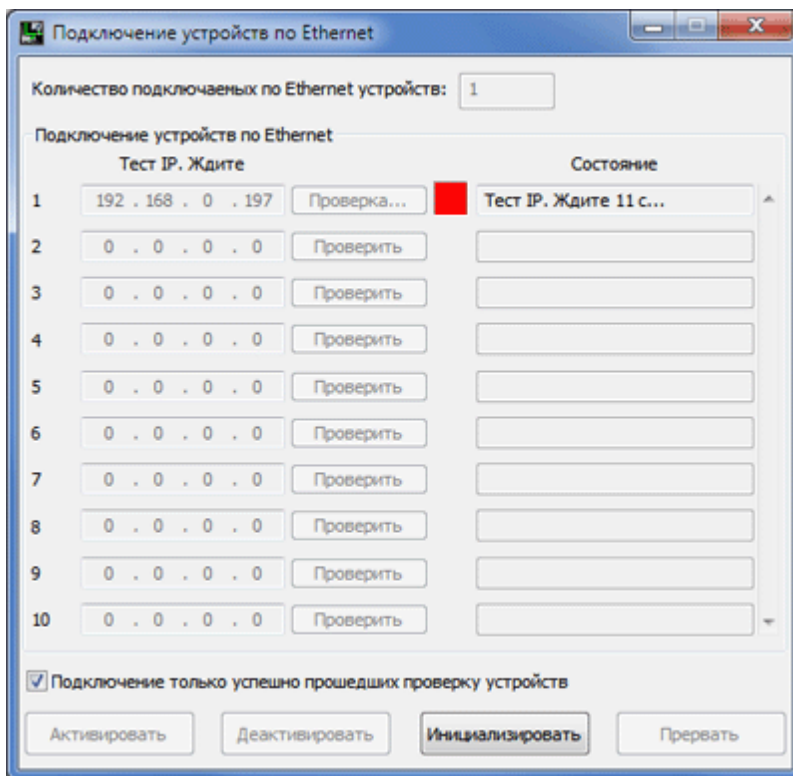 Подключение устройств по Ethernet
Количество подключаемых по Ethernet устройств: 1
Подключение устройств по Ethernet
Тест IP. Ждите Состояние
1 192 . 168 . 0 . 197 Проверка... Тест IP. Ждите 11 с...
2 0 . 0 . 0 . 0 Проверить
3 0 . 0 . 0 . 0 Проверить
4 0 . 0 . 0 . 0 Проверить
5 0 . 0 . 0 . 0 Проверить
6 0 . 0 . 0 . 0 Проверить
7 0 . 0 . 0 . 0 Проверить
8 0 . 0 . 0 . 0 Проверить
9 0 . 0 . 0 . 0 Проверить
10 0 . 0 . 0 . 0 Проверить
Подключение только успешно прошедших проверку устройств
Активировать Деактивировать Инициализировать Прервать